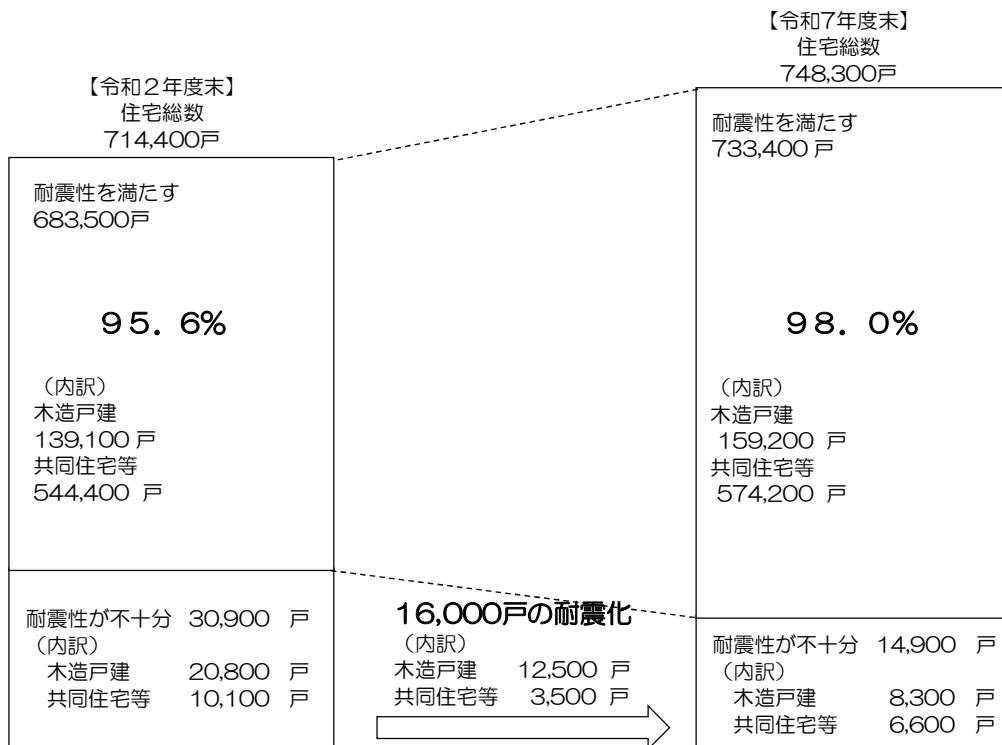 【令和２年度末】
住宅総数
714,400戸
耐震性を満たす
683,500戸
９５．６%
（内訳）
木造戸建
139,100 戸
共同住宅等
544,400 戸
耐震性が不十分 30,900 戸
（内訳）
木造戸建 20,800 戸
共同住宅等 10,100 戸
16,000戸の耐震化
（内訳）
木造戸建 12,500 戸
共同住宅等 3,500 戸
【令和7年度末】
住宅総数
748,300戸
耐震性を満たす
733,400 戸
９８．０%
（内訳）
木造戸建
159,200 戸
共同住宅等
574,200 戸
耐震性が不十分 14,900 戸
（内訳）
木造戸建 8,300 戸
共同住宅等 6,600 戸